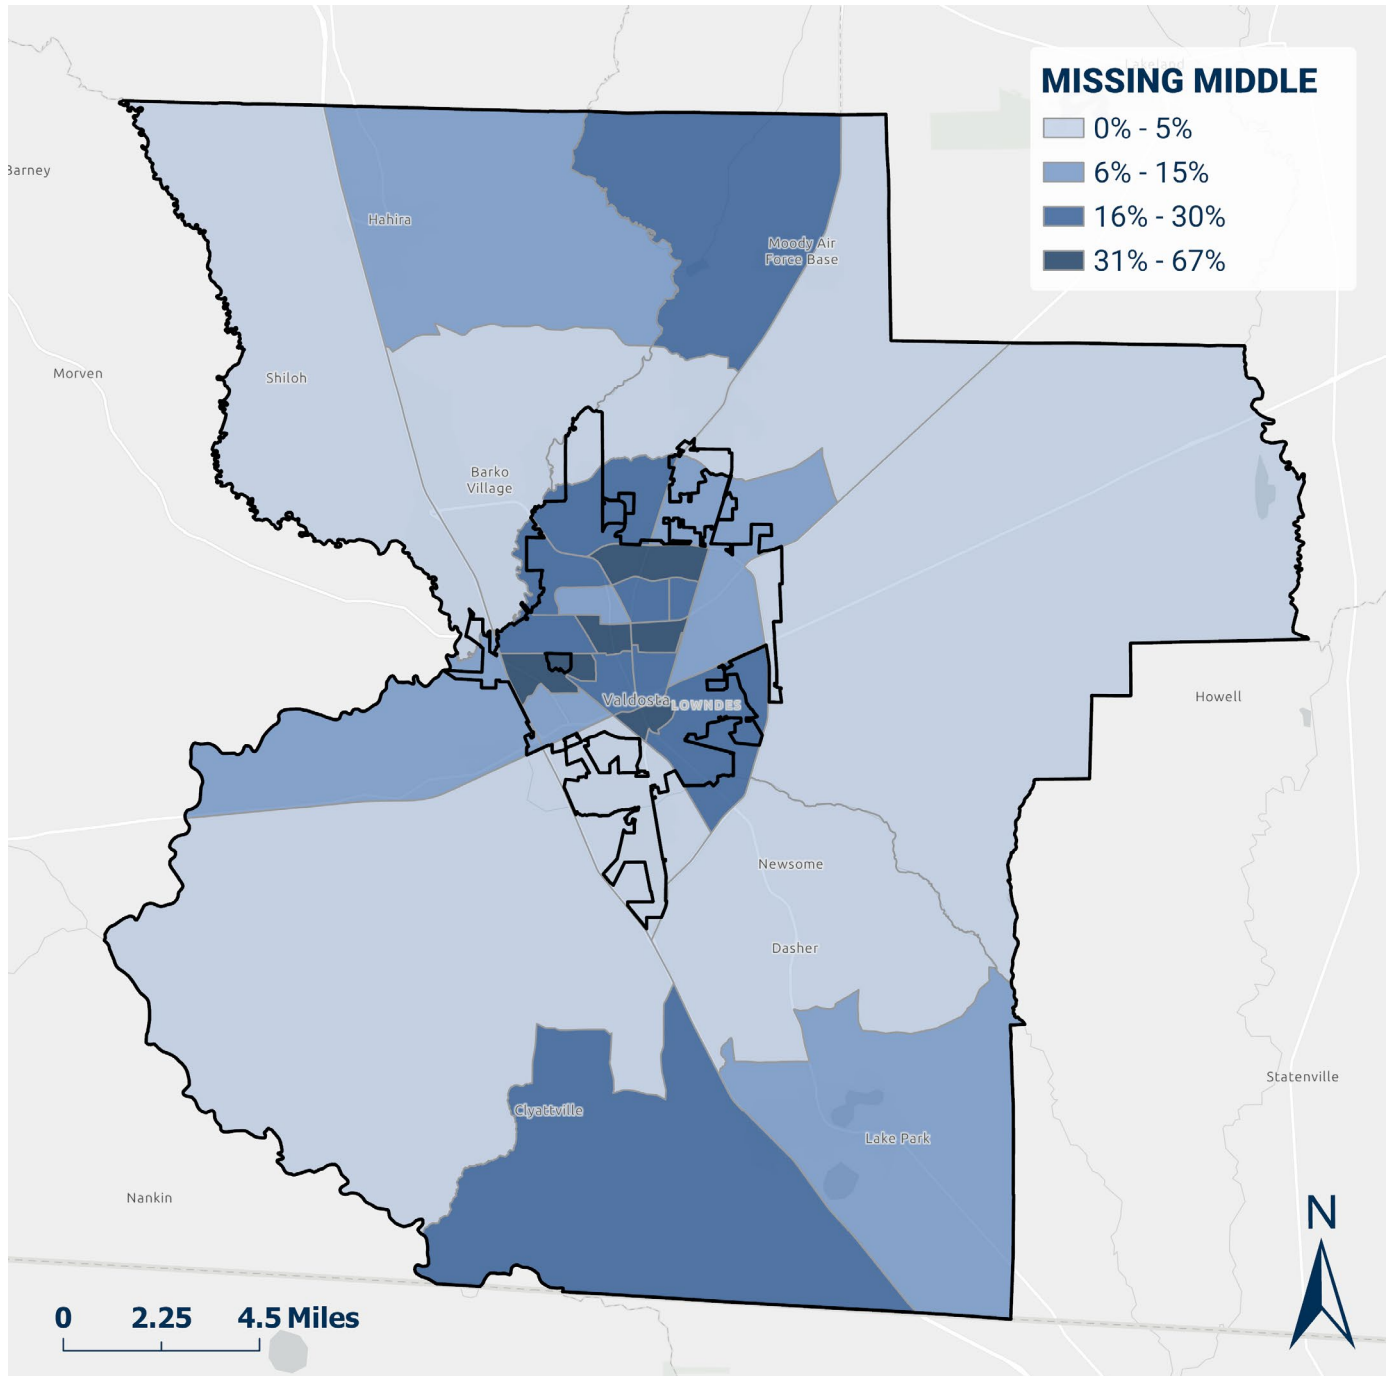 Lakeland
MISSING MIDDLE
0% - 5%
6% - 15%
16% - 30%
31% - 67%
Barney
Hahira
Moody Air
Force Base
Morven
Shiloh
Barko
Village
Howell
Valdosta
LOWNDES
Newsome
Dasher
Statenville
Clyattville
Lake Park
Nankin
N
0 2.25 4.5 Miles